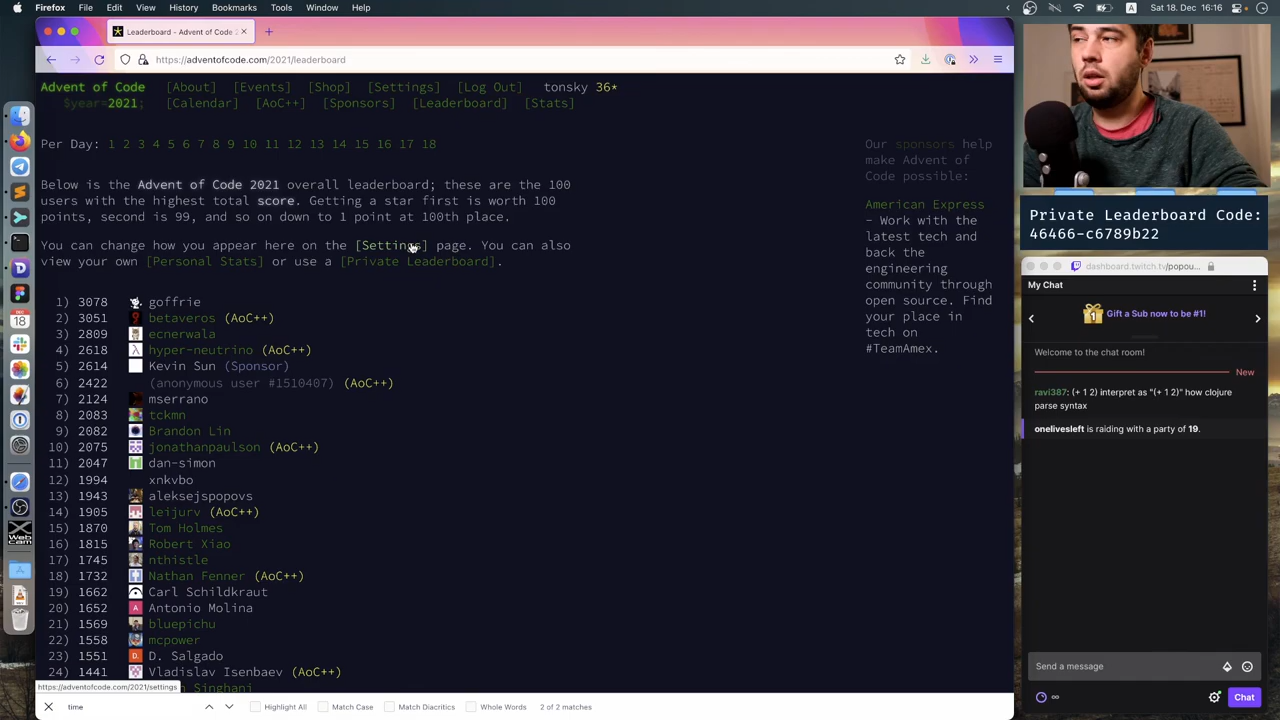 Firefox File Edit View History Bookmarks Tools Window Help
A Sat 18. Dec 16:16
Leaderboard - Advent of Code 2
https://adventofcode.com/2021/leaderboard
Advent of Code [About] [Events] [Shop] [Settings] [Log Out] tonsky 36*
$year=2021; [Calendar] [AoC++] [Sponsors] [Leaderboard] [Stats]
Per Day: 1 2 3 4 5 6 7 8 9 10 11 12 13 14 15 16 17 18
Below is the Advent of Code 2021 overall leaderboard; these are the 100
users with the highest total score. Getting a star first is worth 100
points, second is 99, and so on down to 1 point at 100th place.
You can change how you appear here on the [Settings] page. You can also
view your own [Personal Stats] or use a [Private Leaderboard].
1) 3078 goffrie
2) 3051 betaveros (AoC++)
3) 2809 ecnerwala
4) 2618 hyper-neutrino (AoC++)
5) 2614 Kevin Sun (Sponsor)
6) 2422 (anonymous user #1510407) (AoC++)
7) 2124 mserrano
8) 2083 tckmn
9) 2082 Brandon Lin
10) 2075 jonathanpaulson (AoC++)
11) 2047 dan-simon
12) 1994 xnkvbo
13) 1943 aleksejspopovs
14) 1905 leijurv (AoC++)
15) 1870 Tom Holmes
16) 1815 Robert Xiao
17) 1745 nthistle
18) 1732 Nathan Fenner (AoC++)
19) 1662 Carl Schildkraut
20) 1652 Antonio Molina
21) 1569 bluepichu
22) 1558 mcpower
23) 1551 D. Salgado
24) 1441 Vladislav Isenbaev (AoC++)
Singhani
https://adventofcode.com/2021/settings
time
Highlight All Match Case Match Diacritics Whole Words 2 of 2 matches
Our sponsors help
make Advent of
Code possible:
American Express
- Work with the
latest tech and
back the
engineering
community through
open source. Find
your place in
tech on
#TeamAmex.
DEC
18
Web
Cam
Private Leaderboard Code:
46466-c6789b22
dashboard.twitch.tv/popou...
My Chat
1 Gift a Sub now to be #1!
Welcome to the chat room!
New
ravi387: (+ 1 2) interpret as "(+ 1 2)" how clojure
parse syntax
onelivesleft is raiding with a party of 19.
Send a message
∞ Chat